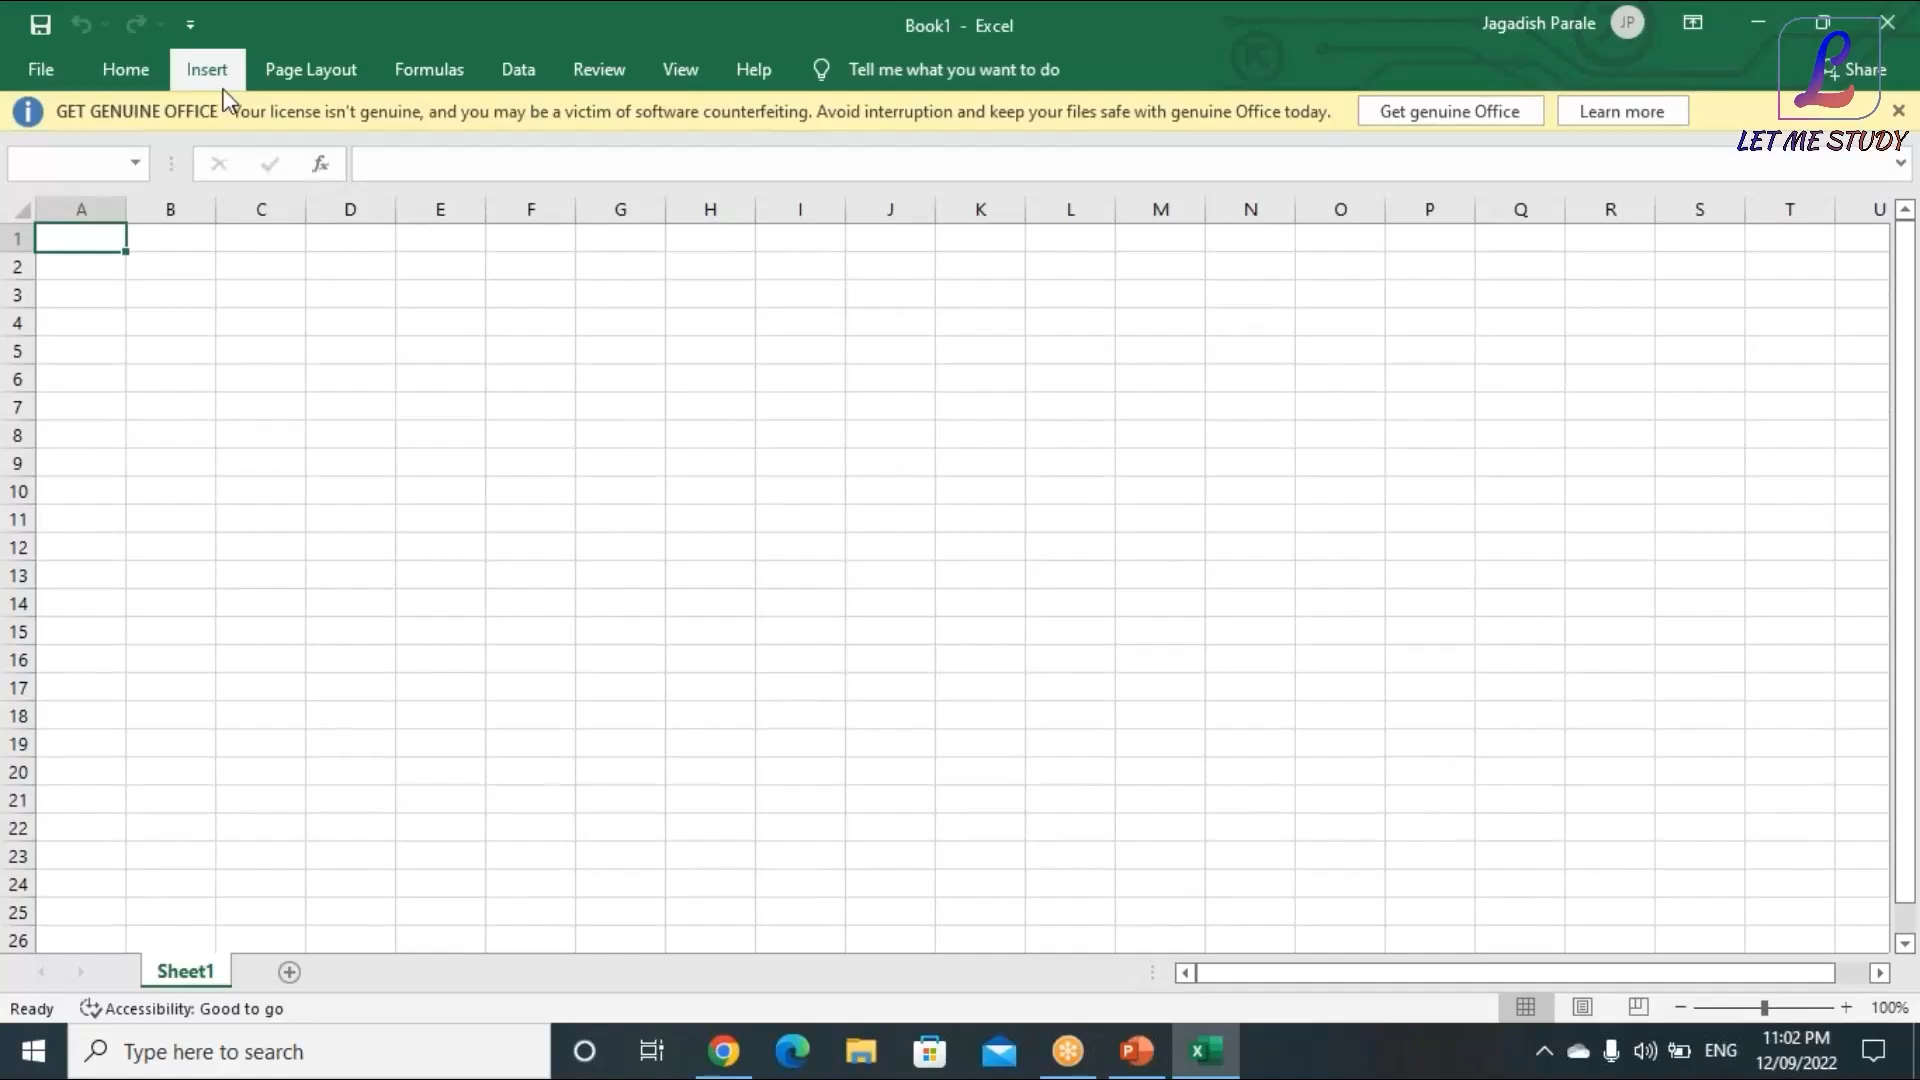 Book1 - Excel
Jagadish Parale
JP
File Home Insert Page Layout Formulas Data Review View Help Tell me what you want to do
Share
GET GENUINE OFFICE Your license isn't genuine, and you may be a victim of software counterfeiting. Avoid interruption and keep your files safe with genuine Office today. Get genuine Office Learn more
LET ME STUDY
fx
A B C D E F G H I J K L M N O P Q R S T U
1
2
3
4
5
6
7
8
9
10
11
12
13
14
15
16
17
18
19
20
21
22
23
24
25
26
Sheet1
Ready Accessibility: Good to go
100%
Type here to search
ENG
11:02 PM
12/09/2022